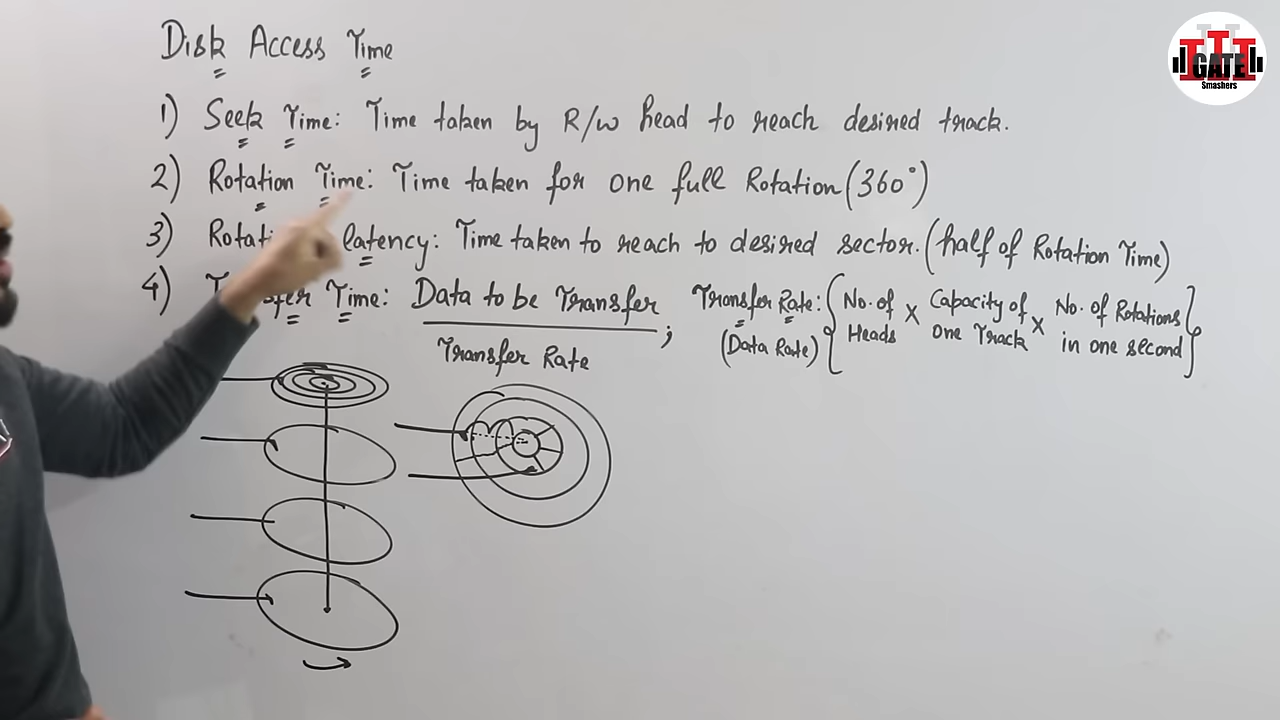 Disk Access Time
1) Seek Time: Time taken by R/w head to reach desired track.
2) Rotation Time: Time taken for one full Rotation (360°)
3) latency: Time taken to reach to desired sector. (half of Rotation Time)
4) Time: Data to be Transfer ; Transfer Rate: { No. of Heads x Capacity of one Track x No. of Rotations in one second }
Transfer Rate (Data Rate)
GATE
Smashers